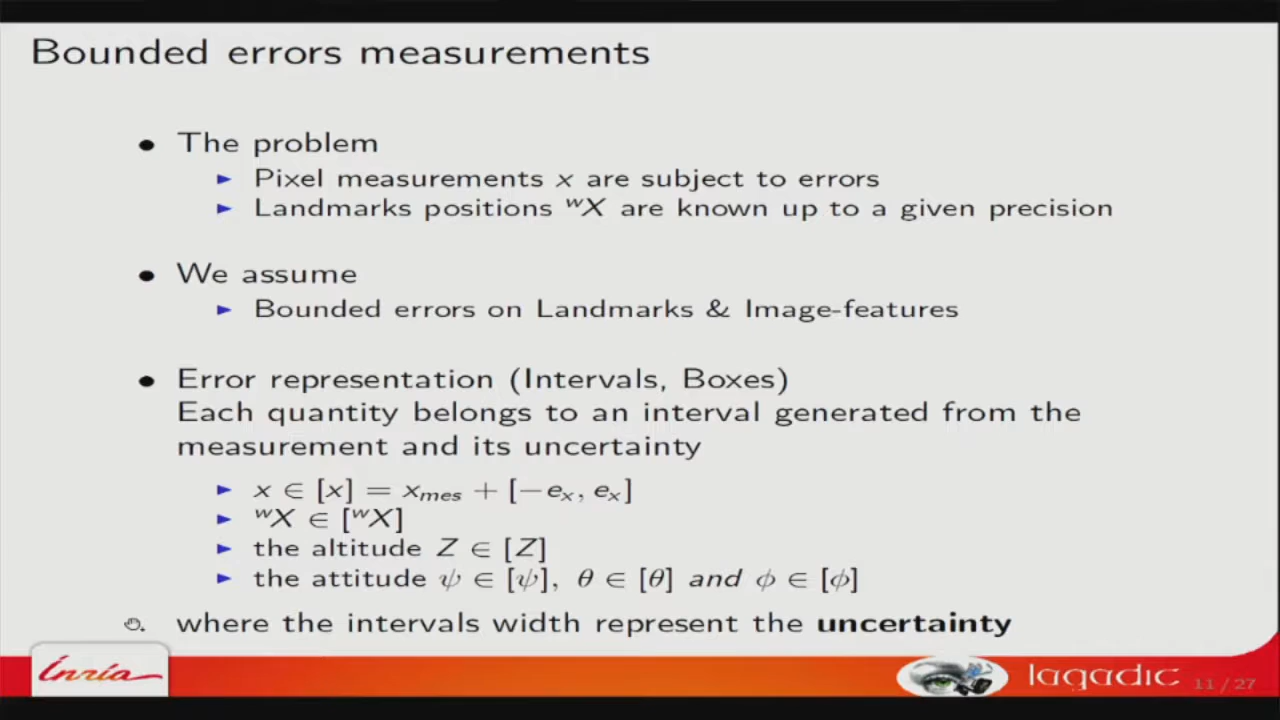 Bounded errors measurements
• The problem
► Pixel measurements x are subject to errors
► Landmarks positions ʷX are known up to a given precision
• We assume
► Bounded errors on Landmarks & Image-features
• Error representation (Intervals, Boxes)
Each quantity belongs to an interval generated from the
measurement and its uncertainty
► x ∈ [x] = x_mes + [−e_x, e_x]
► ʷX ∈ [ʷX]
► the altitude Z ∈ [Z]
► the attitude ψ ∈ [ψ], θ ∈ [θ] and ϕ ∈ [ϕ]
where the intervals width represent the uncertainty
Inria
lagadic
11 / 27